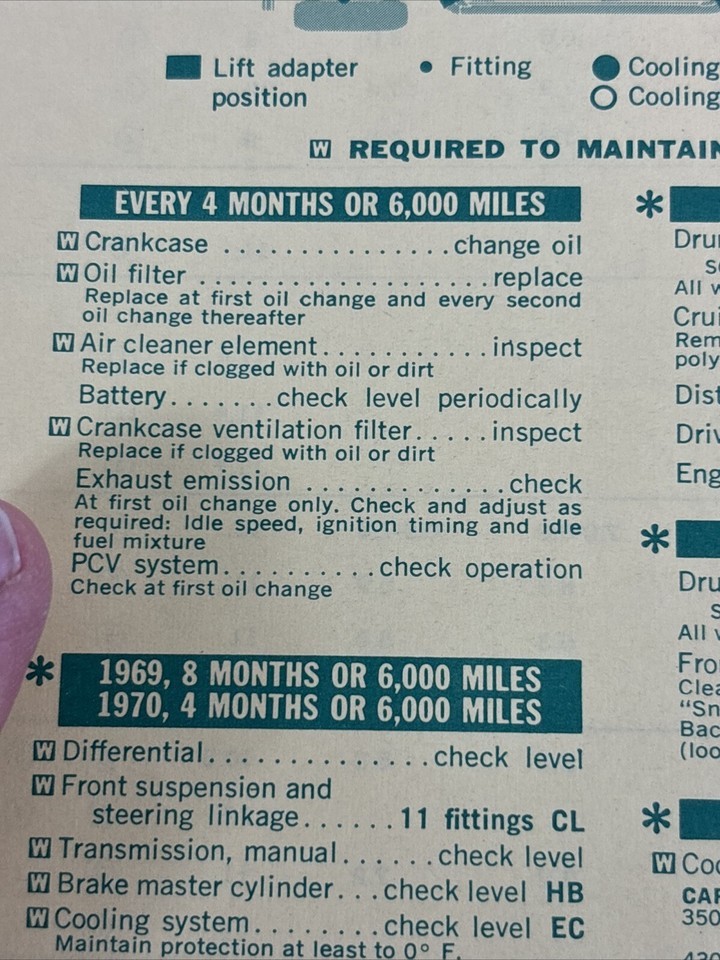 Lift adapter
position
Fitting
Cooling
Cooling
W REQUIRED TO MAINTAIN
EVERY 4 MONTHS OR 6,000 MILES
W Crankcase ................change oil
W Oil filter ....................replace
Replace at first oil change and every second
oil change thereafter
W Air cleaner element............inspect
Replace if clogged with oil or dirt
Battery.......check level periodically
W Crankcase ventilation filter.....inspect
Replace if clogged with oil or dirt
Exhaust emission ..............check
At first oil change only. Check and adjust as
required: Idle speed, ignition timing and idle
fuel mixture
PCV system..........check operation
Check at first oil change
* 1969, 8 MONTHS OR 6,000 MILES
1970, 4 MONTHS OR 6,000 MILES
W Differential..............check level
W Front suspension and
steering linkage......11 fittings CL
W Transmission, manual......check level
W Brake master cylinder...check level HB
W Cooling system........check level EC
Maintain protection at least to 0° F.
*
All
*
All
Bac
(loo
*
W
350